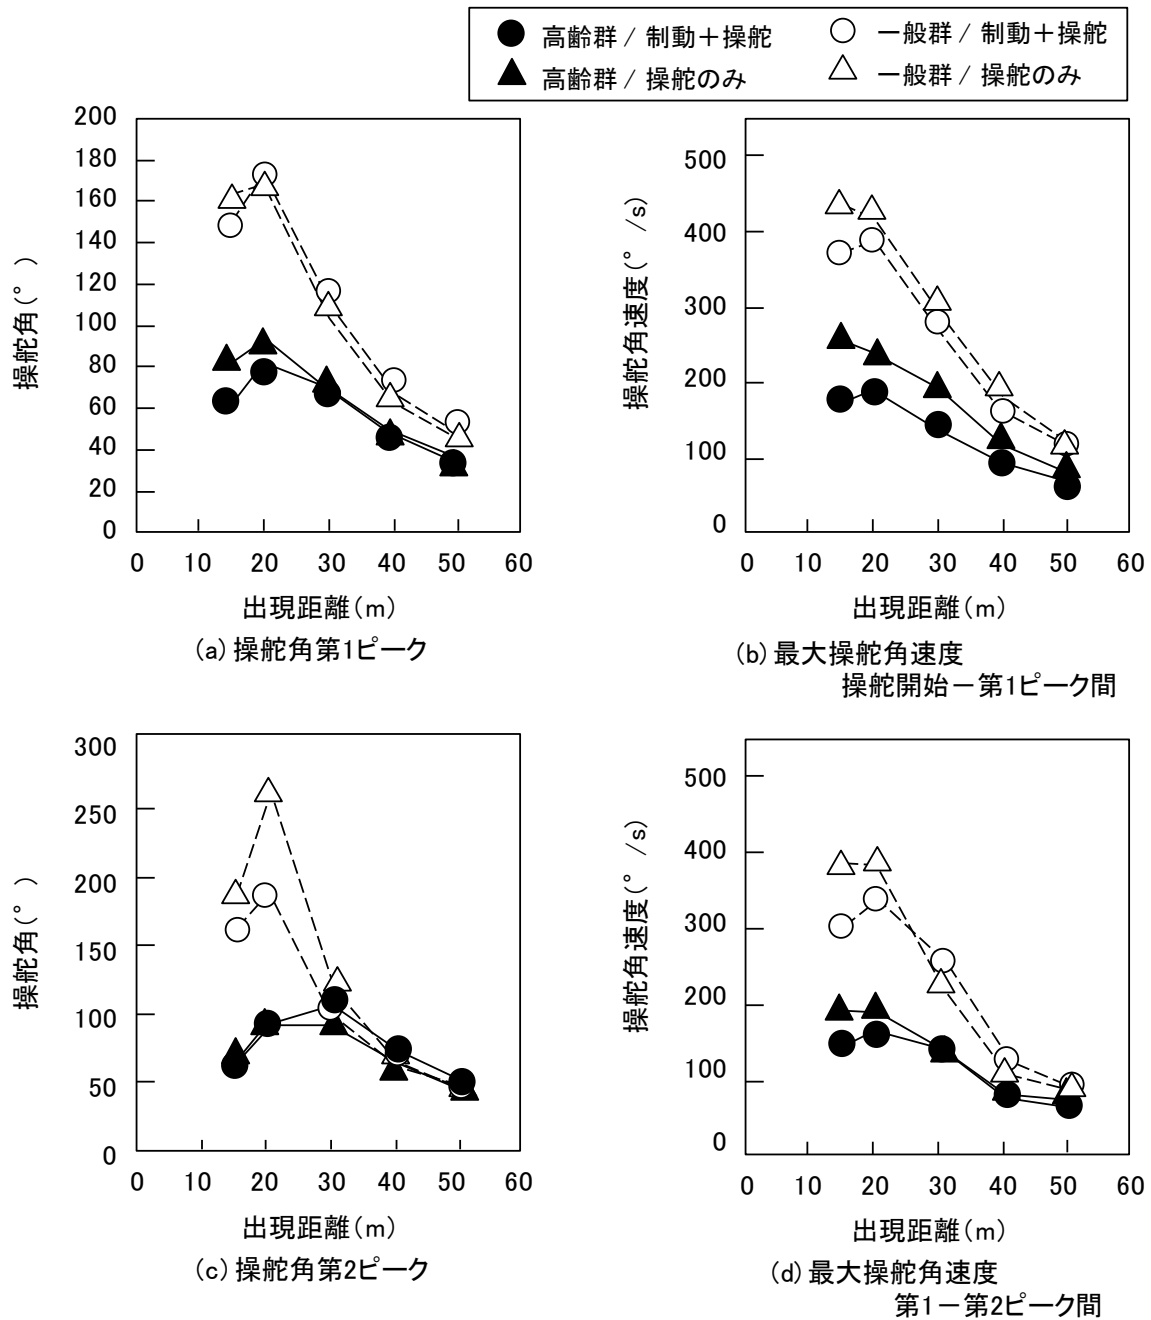 高齢群 / 制動＋操舵
一般群 / 制動＋操舵
高齢群 / 操舵のみ
一般群 / 操舵のみ
200
180
160
140
120
100
80
60
40
20
0
操舵角(°)
0 10 20 30 40 50 60
出現距離(m)
(a) 操舵角第1ピーク
500
400
300
200
100
0
操舵角速度(°/s)
0 10 20 30 40 50 60
出現距離(m)
(b) 最大操舵角速度
操舵開始－第1ピーク間
300
250
200
150
100
50
0
操舵角(°)
0 10 20 30 40 50 60
出現距離(m)
(c) 操舵角第2ピーク
500
400
300
200
100
0
操舵角速度(°/s)
0 10 20 30 40 50 60
出現距離(m)
(d) 最大操舵角速度
第1－第2ピーク間